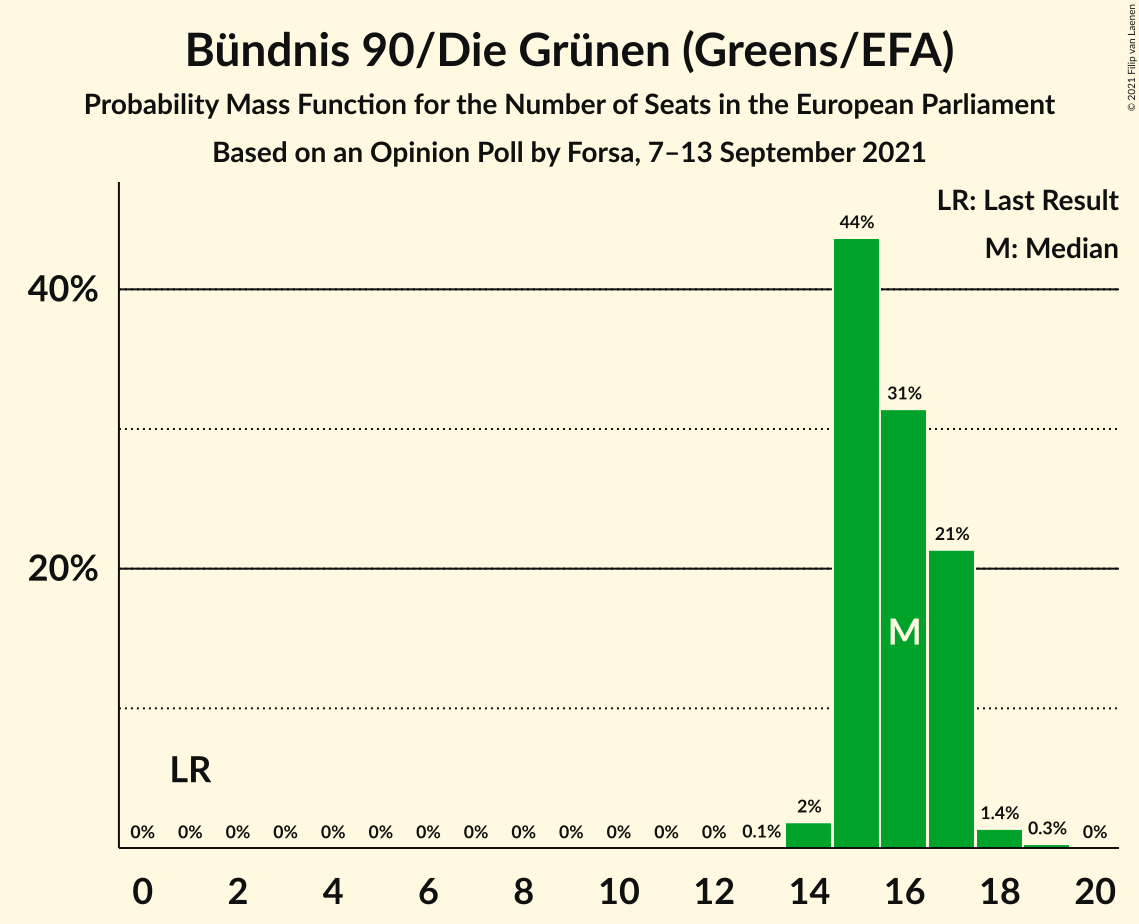 Bündnis 90/Die Grünen (Greens/EFA)
Probability Mass Function for the Number of Seats in the European Parliament
Based on an Opinion Poll by Forsa, 7–13 September 2021
© 2021 Filip van Laenen
LR: Last Result
M: Median
44%
40%
31%
21%
20%
M
LR
0% 0% 0% 0% 0% 0% 0% 0% 0% 0% 0% 0% 0% 0.1% 2% 1.4% 0.3% 0%
0 2 4 6 8 10 12 14 16 18 20